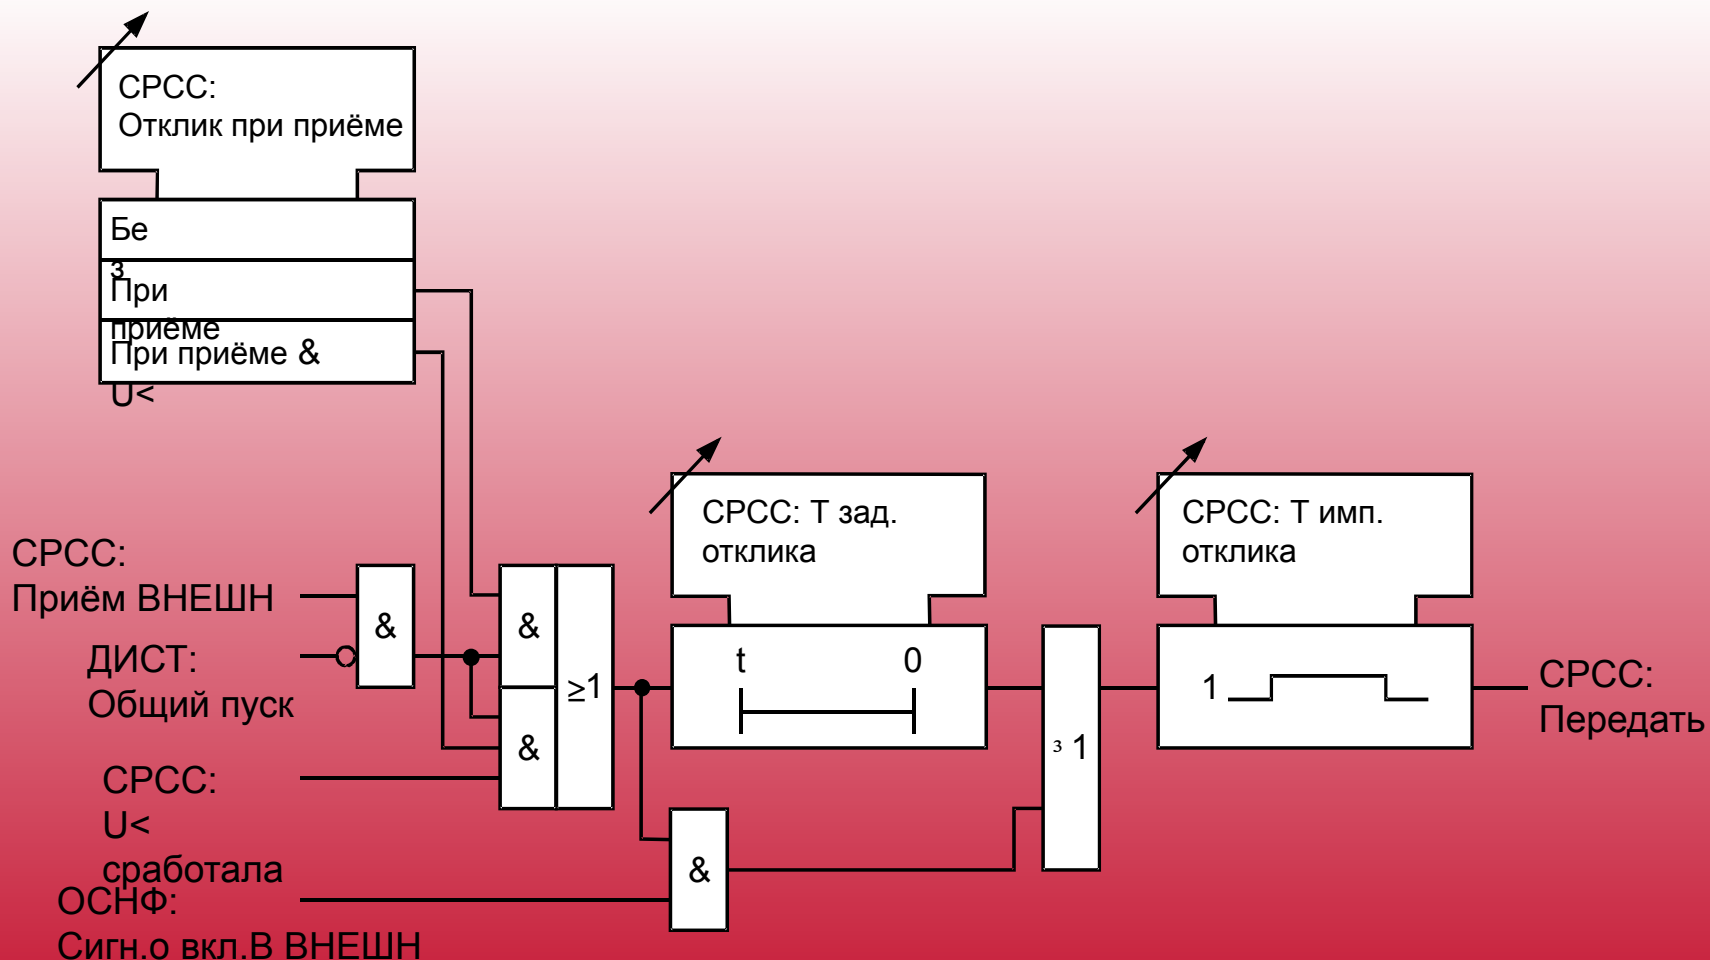 СРСС:
Отклик при приёме
Бе
з
При
приёме
При приёме &
U<
СРСС: Т зад.
отклика
СРСС: Т имп.
отклика
СРСС:
Приём ВНЕШН
ДИСТ:
Общий пуск
СРСС:
U<
сработала
ОСНФ:
Сигн.о вкл.В ВНЕШН
&
&
&
≥1
t 0
&
³ 1
1
СРСС:
Передать